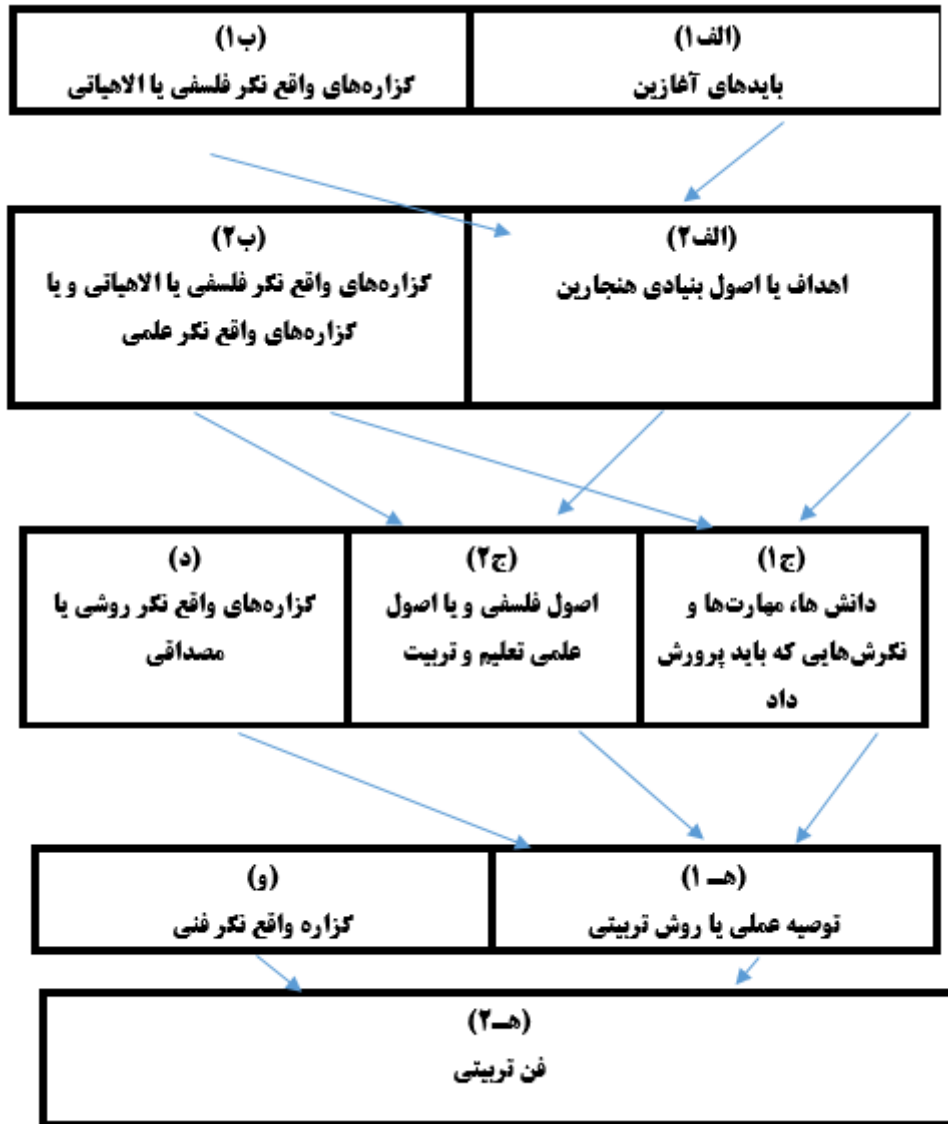 (الف۱)
بایدهای آغازین
(ب۱)
گزاره‌های واقع نگر فلسفی یا الاهیاتی
(الف۲)
اهداف یا اصول بنیادی هنجارین
(ب۲)
گزاره‌های واقع نگر فلسفی یا الاهیاتی و یا
گزاره‌های واقع نگر علمی
(ج۱)
دانش ها، مهارت‌ها و
نگرش‌هایی که باید پرورش
داد
(ج۲)
اصول فلسفی و یا اصول
علمی تعلیم و تربیت
(د)
گزاره‌های واقع نگر روشی یا
مصداقی
(هـ ۱)
توصیه عملی یا روش تربیتی
(و)
گزاره واقع نگر فنی
(هـ۲)
فن تربیتی